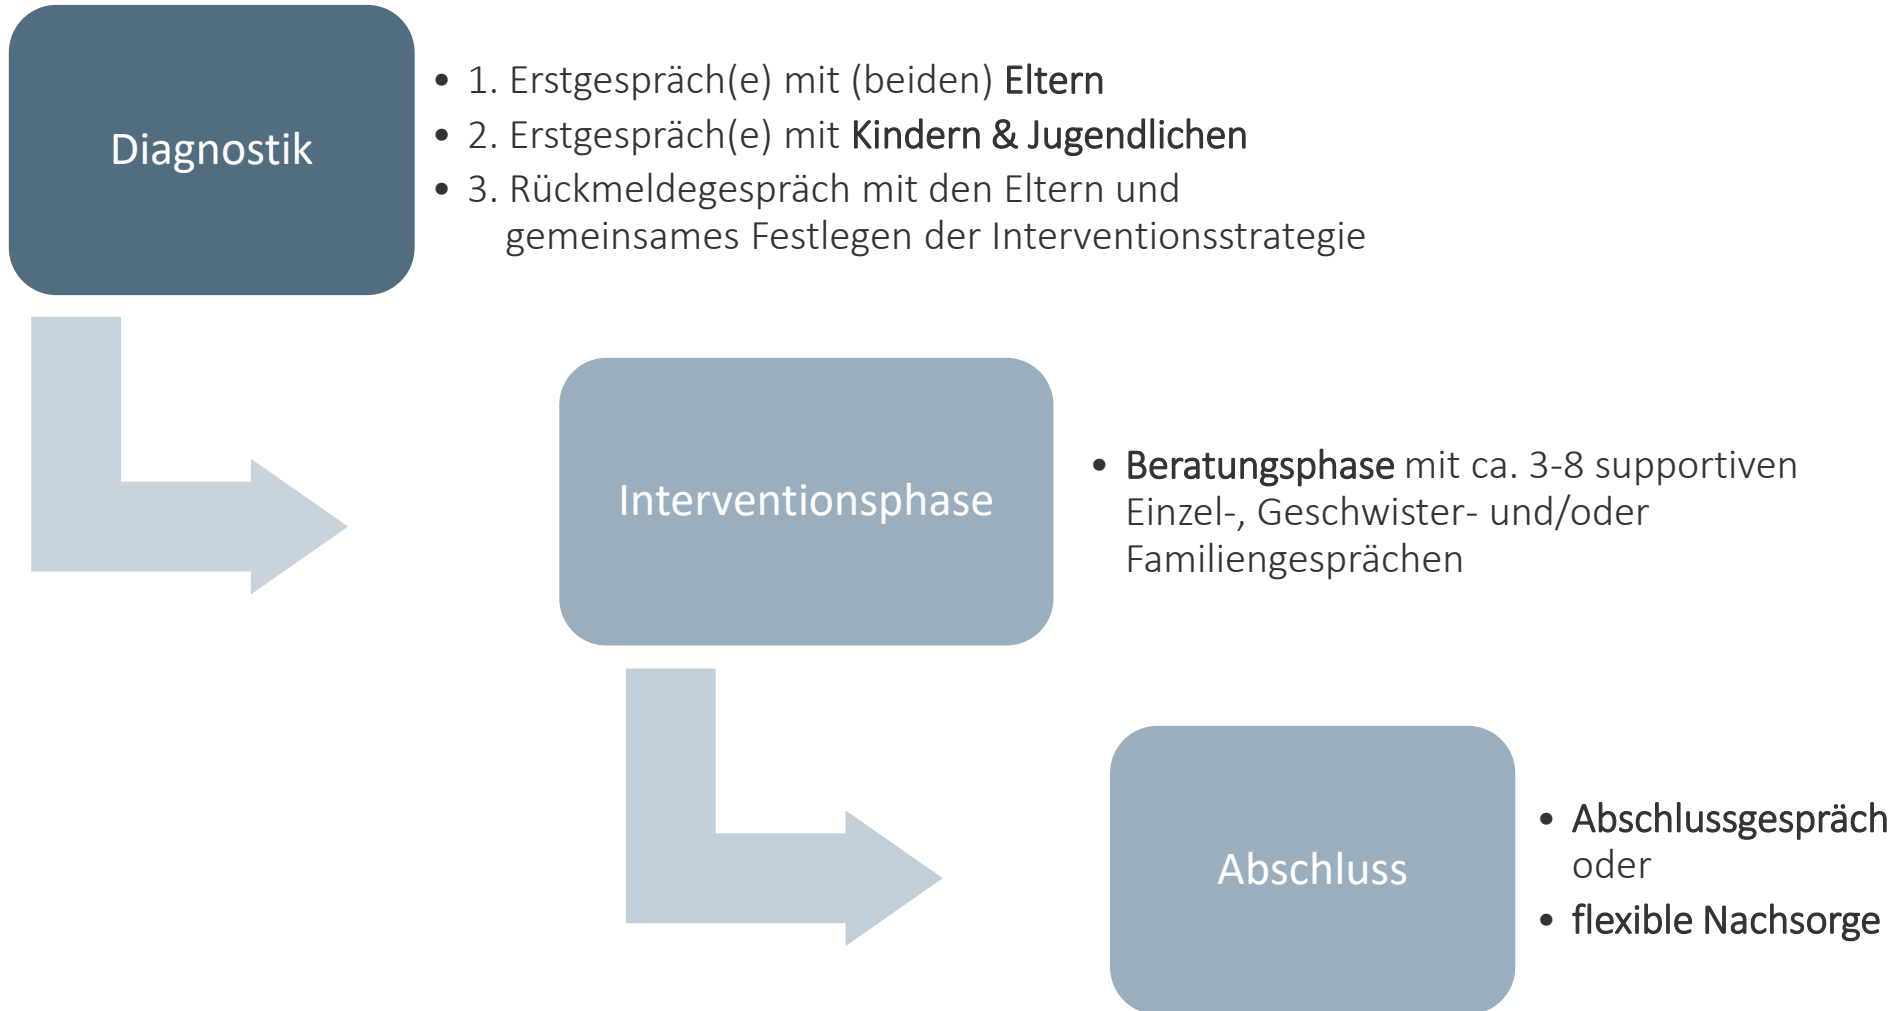 Diagnostik
• 1. Erstgespräch(e) mit (beiden) Eltern
• 2. Erstgespräch(e) mit Kindern & Jugendlichen
• 3. Rückmeldegespräch mit den Eltern und
gemeinsames Festlegen der Interventionsstrategie
Interventionsphase
• Beratungsphase mit ca. 3-8 supportiven
Einzel-, Geschwister- und/oder
Familiengesprächen
Abschluss
• Abschlussgespräch
oder
• flexible Nachsorge